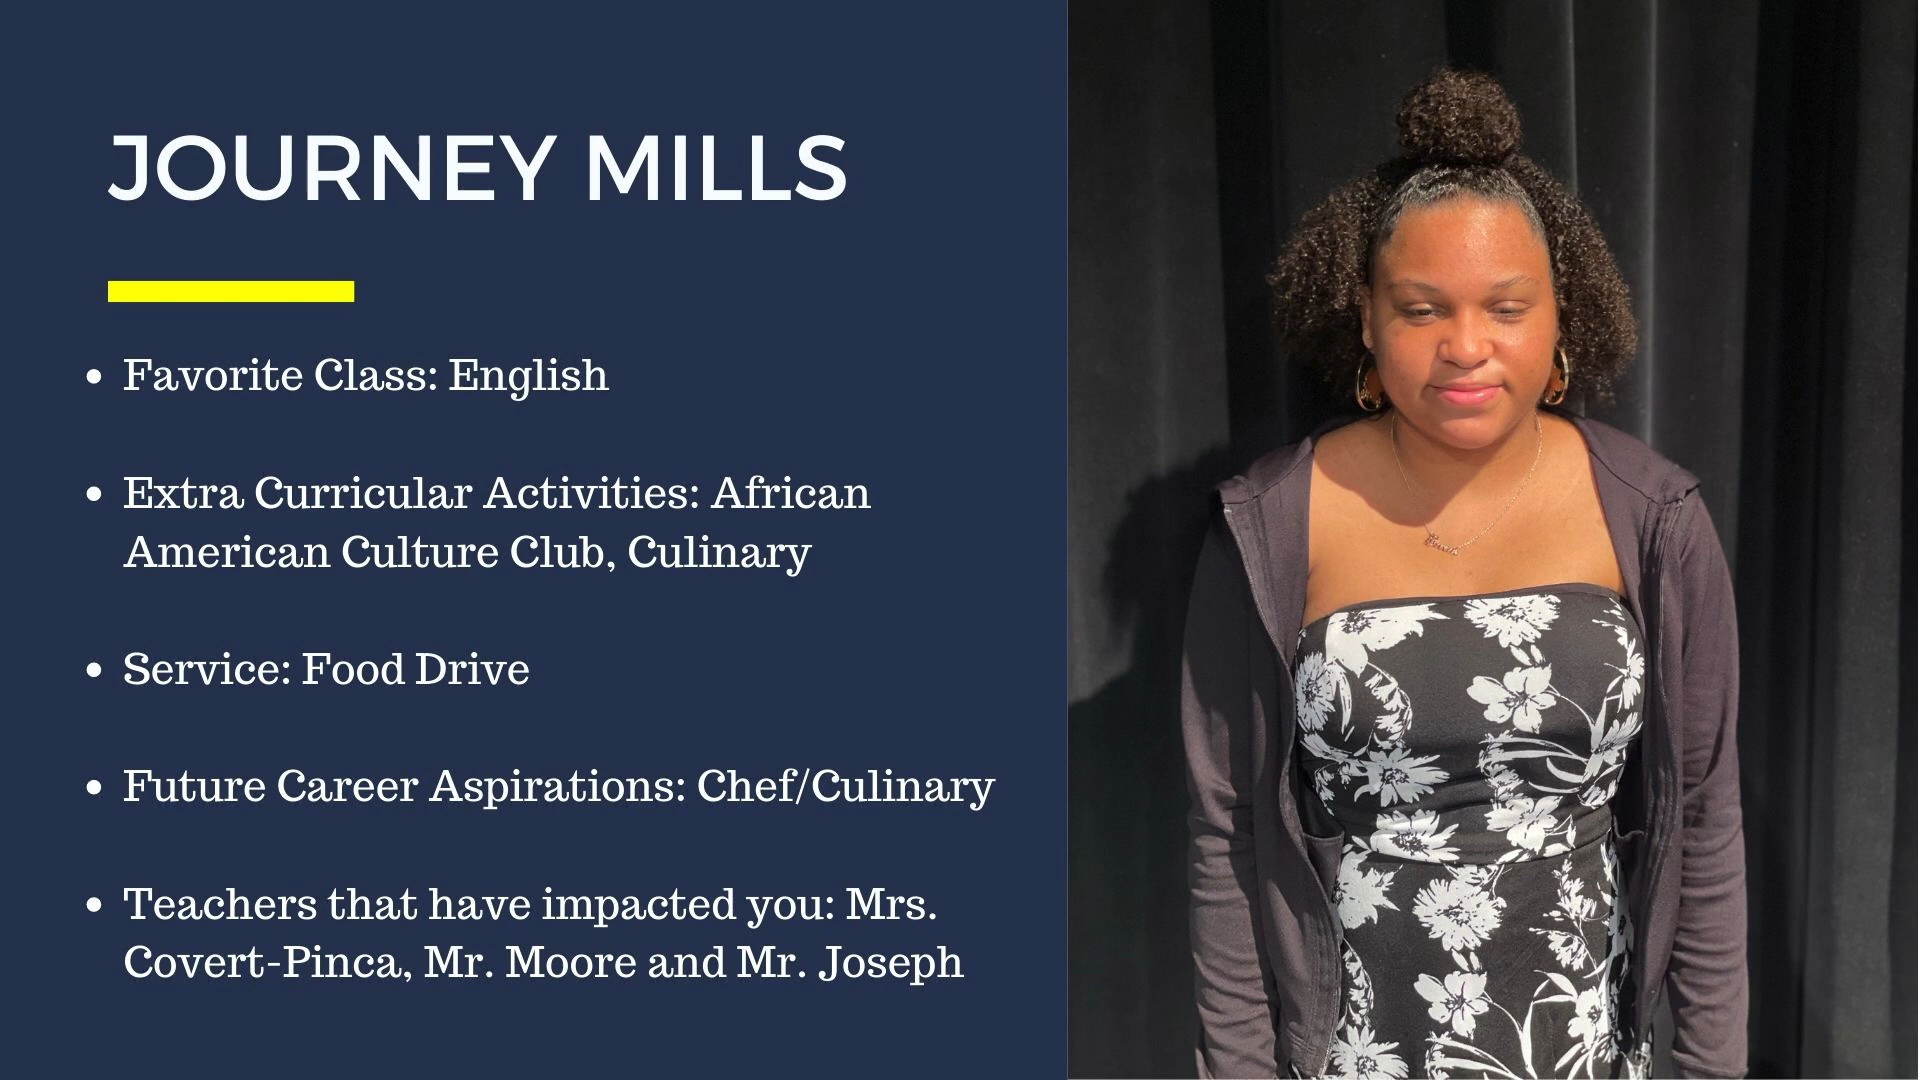 JOURNEY MILLS
Favorite Class: English
Extra Curricular Activities: African
American Culture Club, Culinary
Service: Food Drive
Future Career Aspirations: Chef/Culinary
Teachers that have impacted you: Mrs.
Covert-Pinca, Mr. Moore and Mr. Joseph